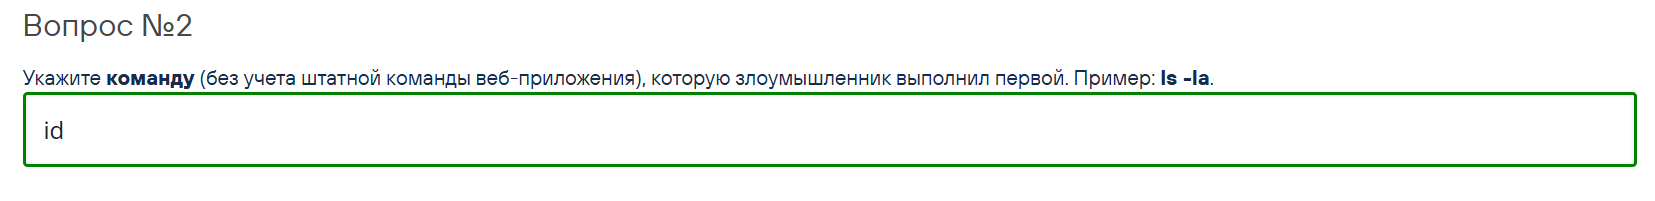 Вопрос №2
Укажите команду (без учета штатной команды веб-приложения), которую злоумышленник выполнил первой. Пример: ls -la.
id